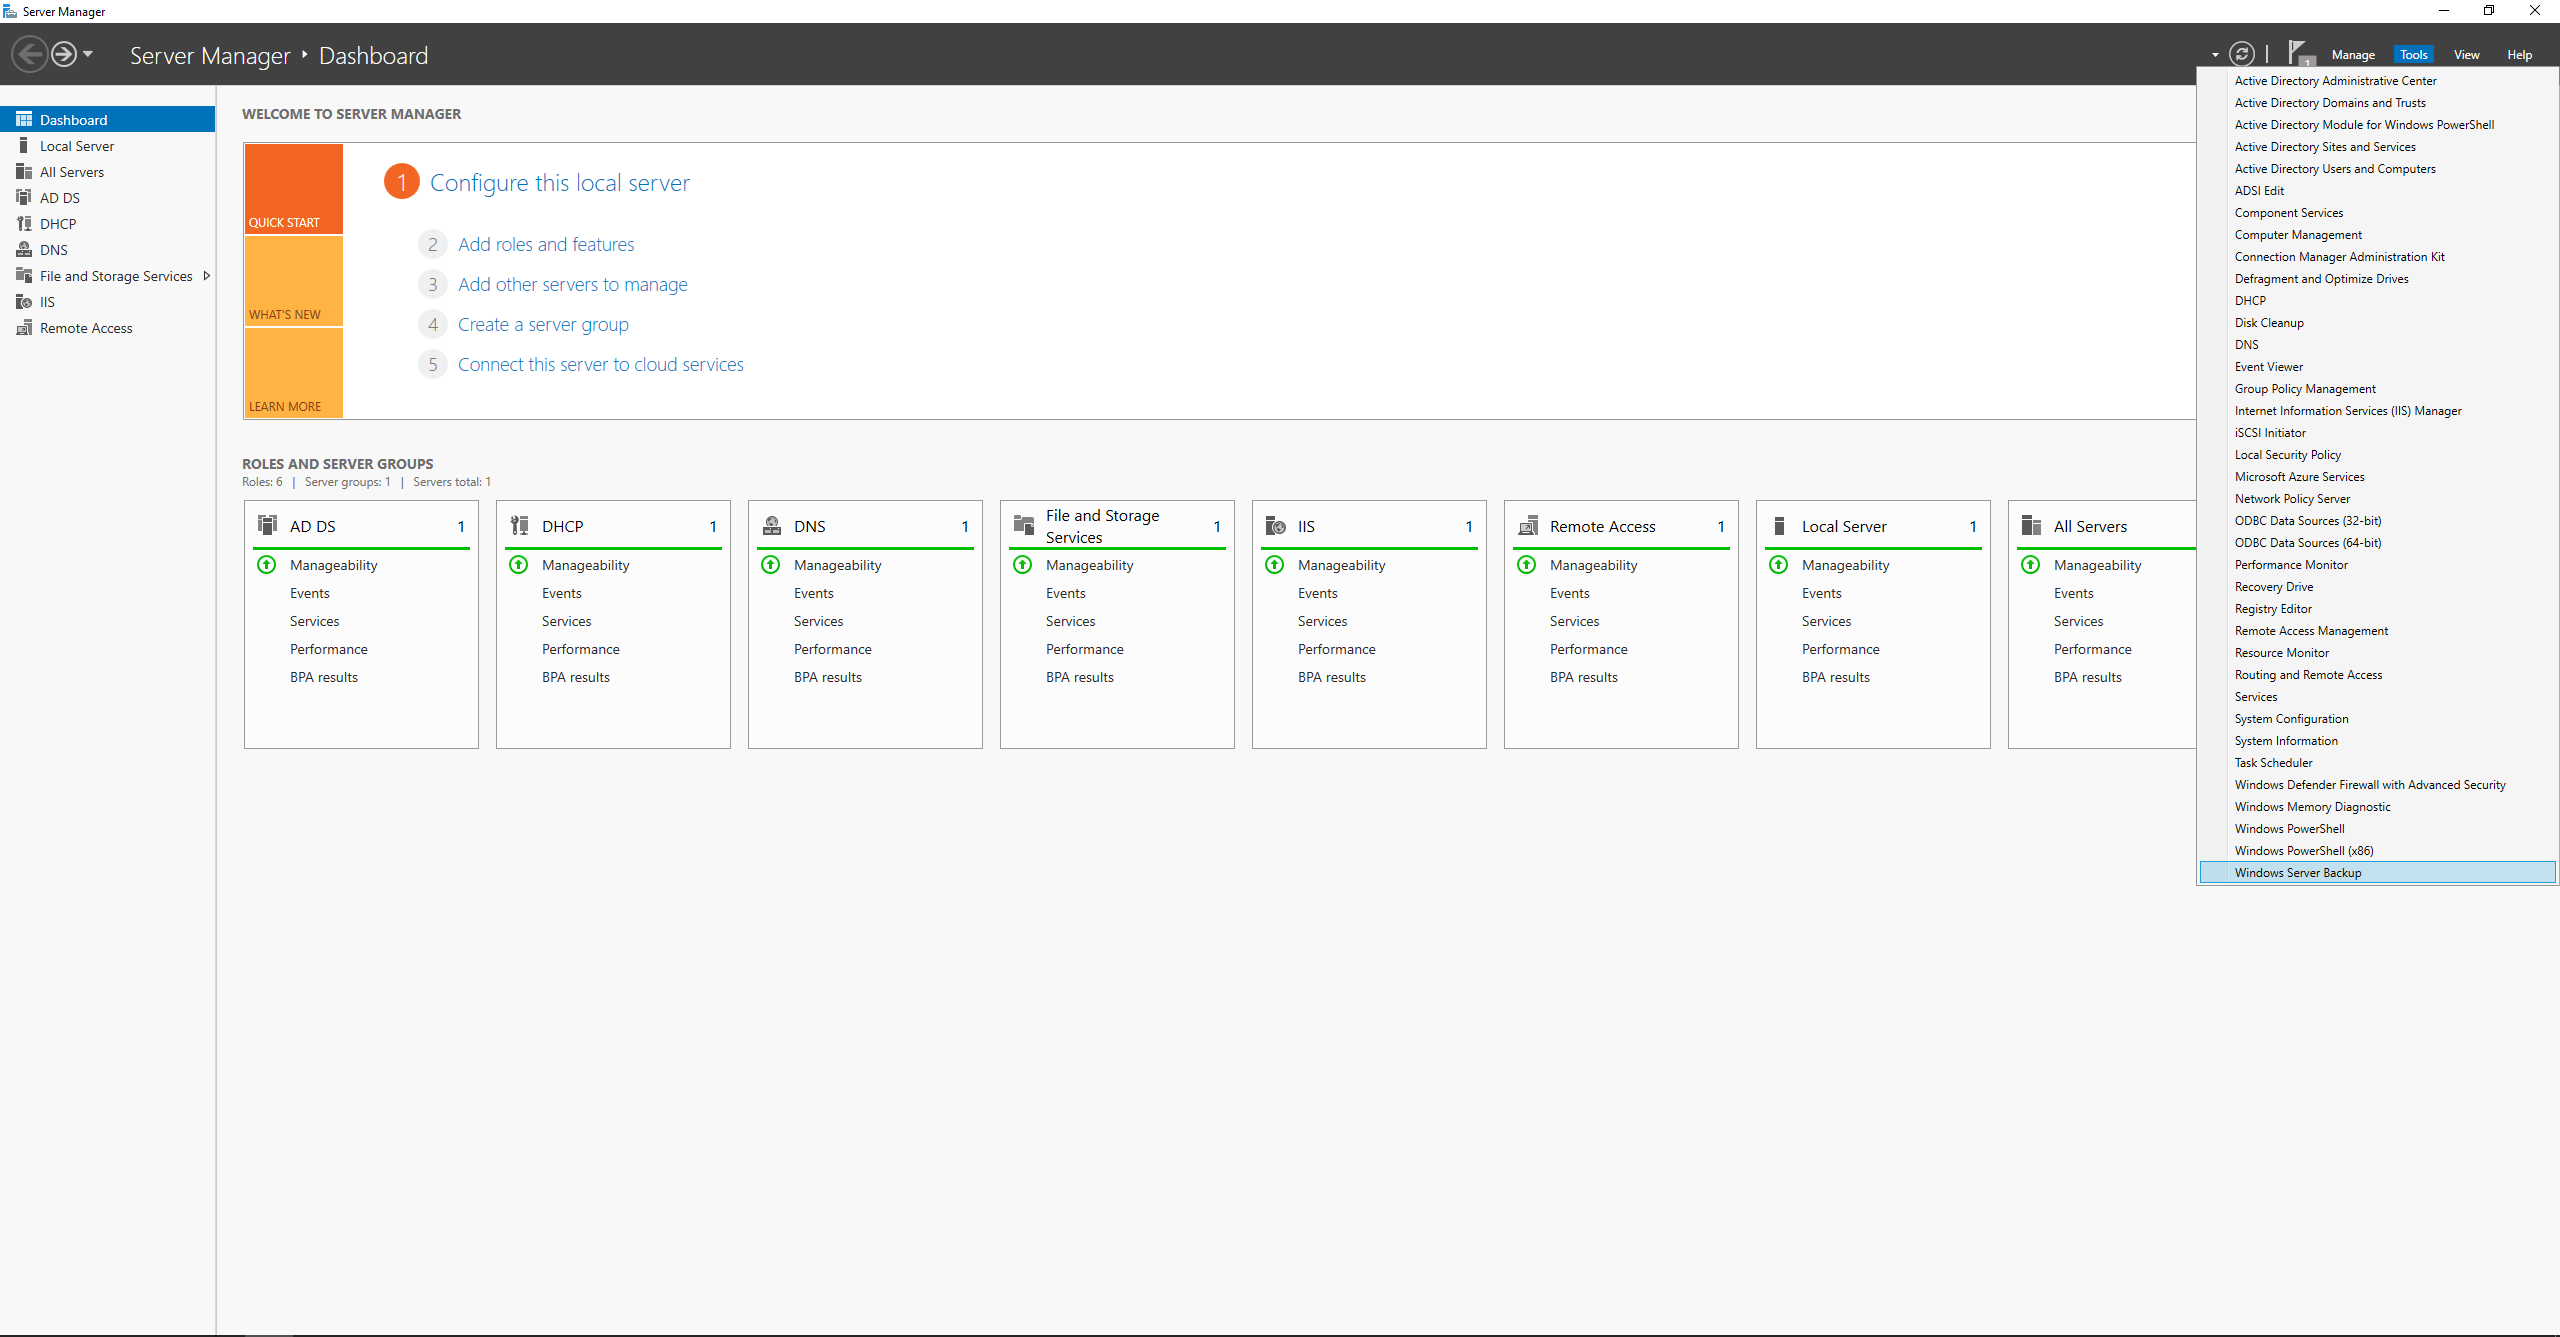 Server Manager
Server Manager • Dashboard
1
Manage
Tools
View
Help
Dashboard
Local Server
All Servers
AD DS
DHCP
DNS
File and Storage Services
IIS
Remote Access
WELCOME TO SERVER MANAGER
QUICK START
WHAT'S NEW
LEARN MORE
1 Configure this local server
2 Add roles and features
3 Add other servers to manage
4 Create a server group
5 Connect this server to cloud services
ROLES AND SERVER GROUPS
Roles: 6 | Server groups: 1 | Servers total: 1
AD DS 1
Manageability
Events
Services
Performance
BPA results
DHCP 1
Manageability
Events
Services
Performance
BPA results
DNS 1
Manageability
Events
Services
Performance
BPA results
File and Storage
Services 1
Manageability
Events
Services
Performance
BPA results
IIS 1
Manageability
Events
Services
Performance
BPA results
Remote Access 1
Manageability
Events
Services
Performance
BPA results
Local Server 1
Manageability
Events
Services
Performance
BPA results
All Servers
Manageability
Events
Services
Performance
BPA results
Active Directory Administrative Center
Active Directory Domains and Trusts
Active Directory Module for Windows PowerShell
Active Directory Sites and Services
Active Directory Users and Computers
ADSI Edit
Component Services
Computer Management
Connection Manager Administration Kit
Defragment and Optimize Drives
DHCP
Disk Cleanup
DNS
Event Viewer
Group Policy Management
Internet Information Services (IIS) Manager
iSCSI Initiator
Local Security Policy
Microsoft Azure Services
Network Policy Server
ODBC Data Sources (32-bit)
ODBC Data Sources (64-bit)
Performance Monitor
Recovery Drive
Registry Editor
Remote Access Management
Resource Monitor
Routing and Remote Access
Services
System Configuration
System Information
Task Scheduler
Windows Defender Firewall with Advanced Security
Windows Memory Diagnostic
Windows PowerShell
Windows PowerShell (x86)
Windows Server Backup